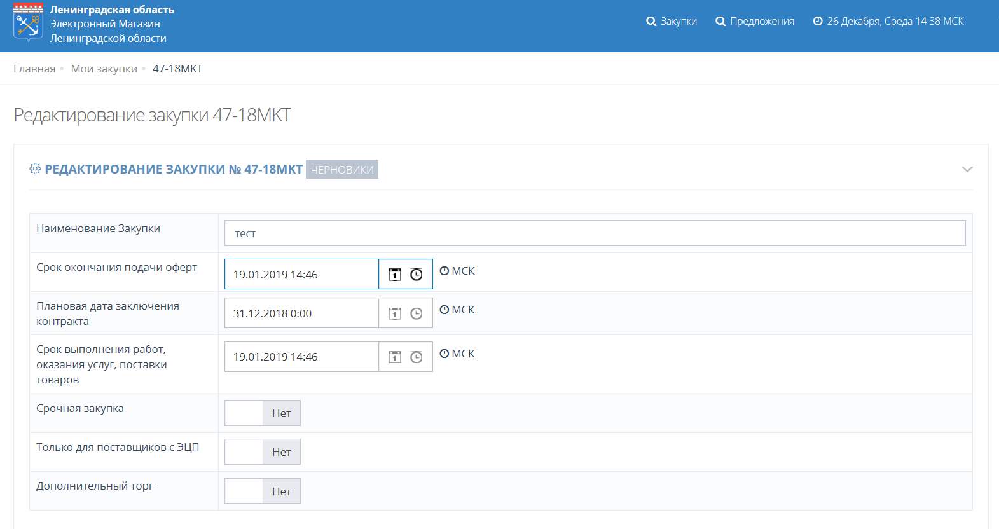 Ленинградская область
Электронный Магазин
Ленинградской области
Закупки
Предложения
26 Декабря, Среда 14 38 МСК
Главная • Мои закупки • 47-18МКТ
Редактирование закупки 47-18МКТ
РЕДАКТИРОВАНИЕ ЗАКУПКИ № 47-18МКТ ЧЕРНОВИКИ
Наименование Закупки
тест
Срок окончания подачи оферт
19.01.2019 14:46
МСК
Плановая дата заключения
контракта
31.12.2018 0:00
МСК
Срок выполнения работ,
оказания услуг, поставки
товаров
19.01.2019 14:46
МСК
Срочная закупка
Нет
Только для поставщиков с ЭЦП
Нет
Дополнительный торг
Нет